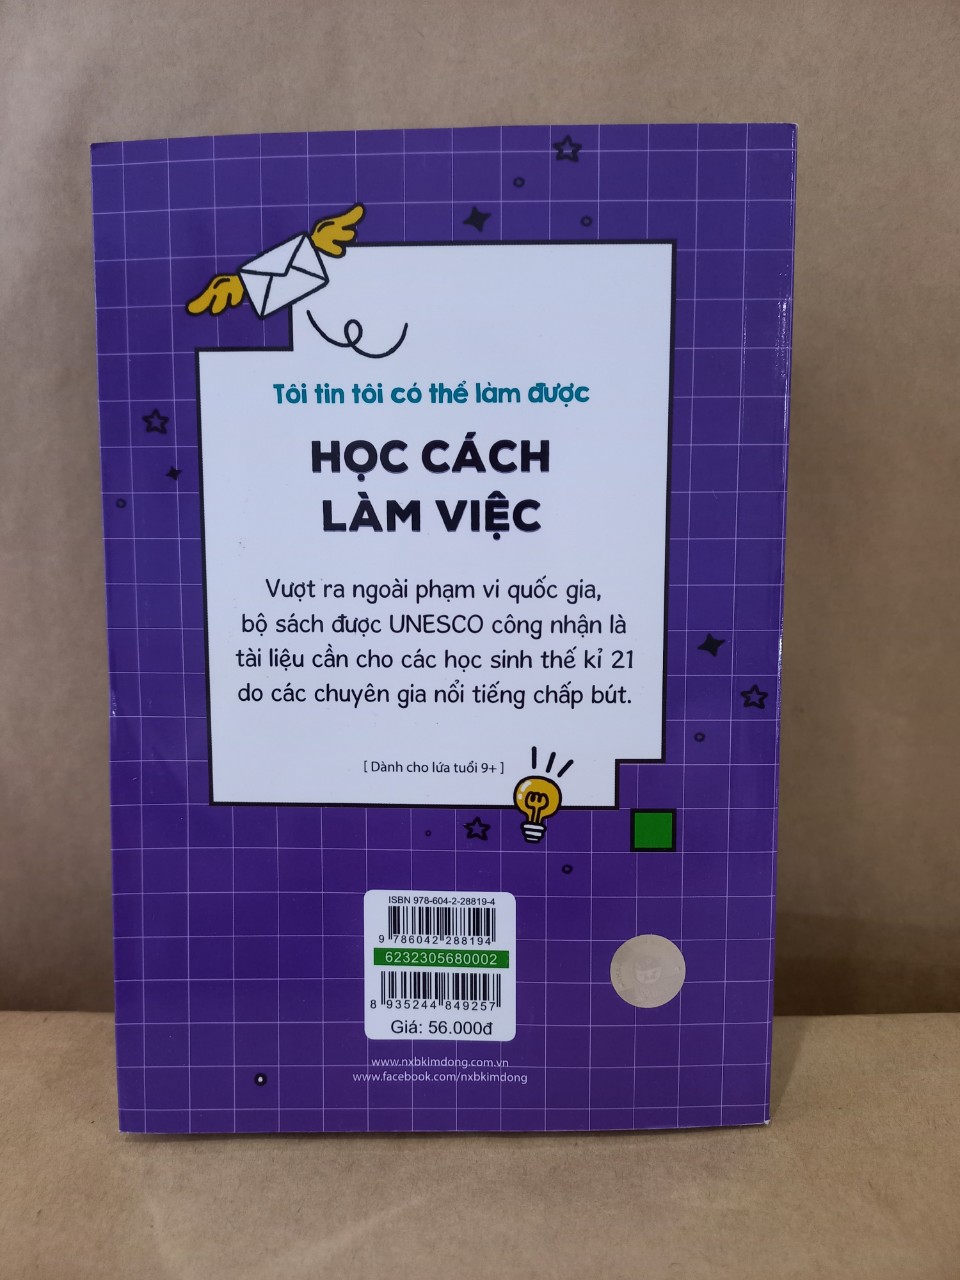 Tôi tin tôi có thể làm được
HỌC CÁCH
LÀM VIỆC
Vượt ra ngoài phạm vi quốc gia,
bộ sách được UNESCO công nhận là
tài liệu cần cho các học sinh thế kỉ 21
do các chuyên gia nổi tiếng chấp bút.
[ Dành cho lứa tuổi 9+ ]
ISBN 978-604-2-28819-4
9 786042 288194
6232305680002
8 935244 849257
Giá: 56.000đ
www.nxbkimdong.com.vn
www.facebook.com/nxbkimdong